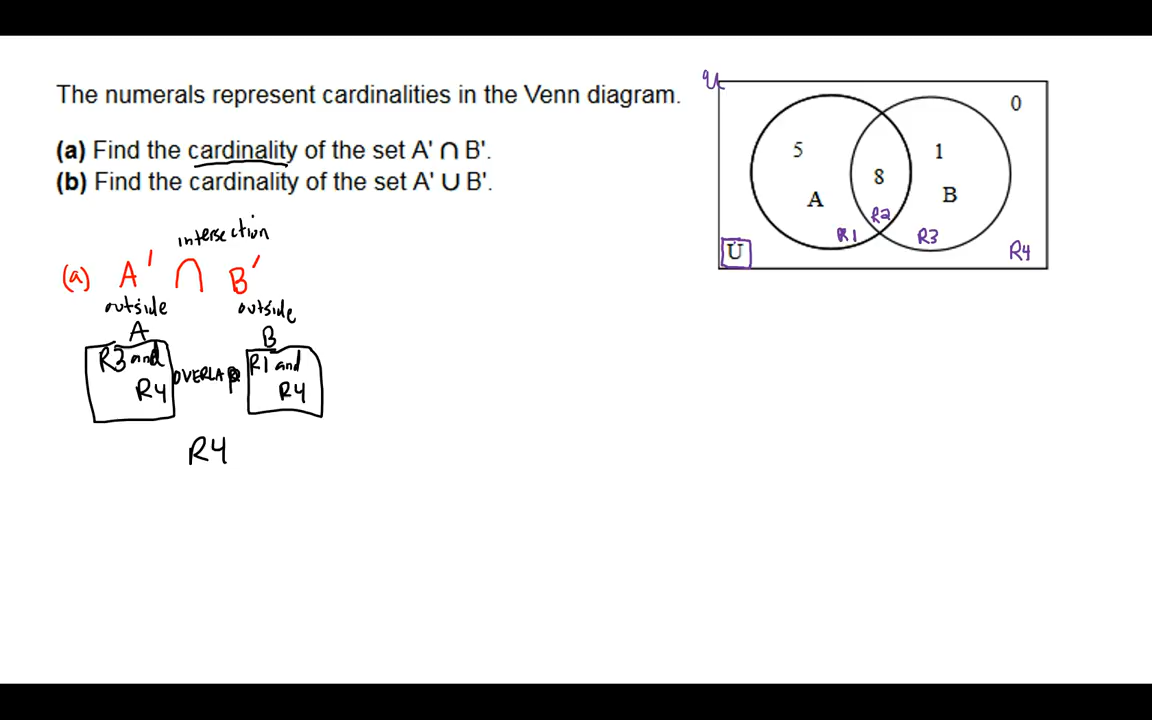 The numerals represent cardinalities in the Venn diagram.
(a) Find the cardinality of the set A' ∩ B'.
(b) Find the cardinality of the set A' ∪ B'.
U
0
5
1
8
A
B
R2
R1
R3
R4
U
intersection
(a) A' ∩ B'
outside outside
A B
R3 and OVERLAP R1 and
R4 R4
R4